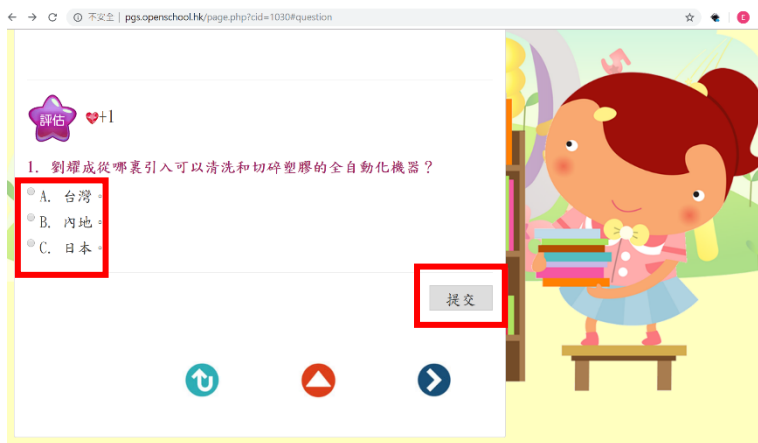 不安全 | pgs.openschool.hk/page.php?cid=1030#question
E
評估 +1
1. 劉耀成從哪裏引入可以清洗和切碎塑膠的全自動化機器？
A. 台灣。
B. 內地。
C. 日本。
提交